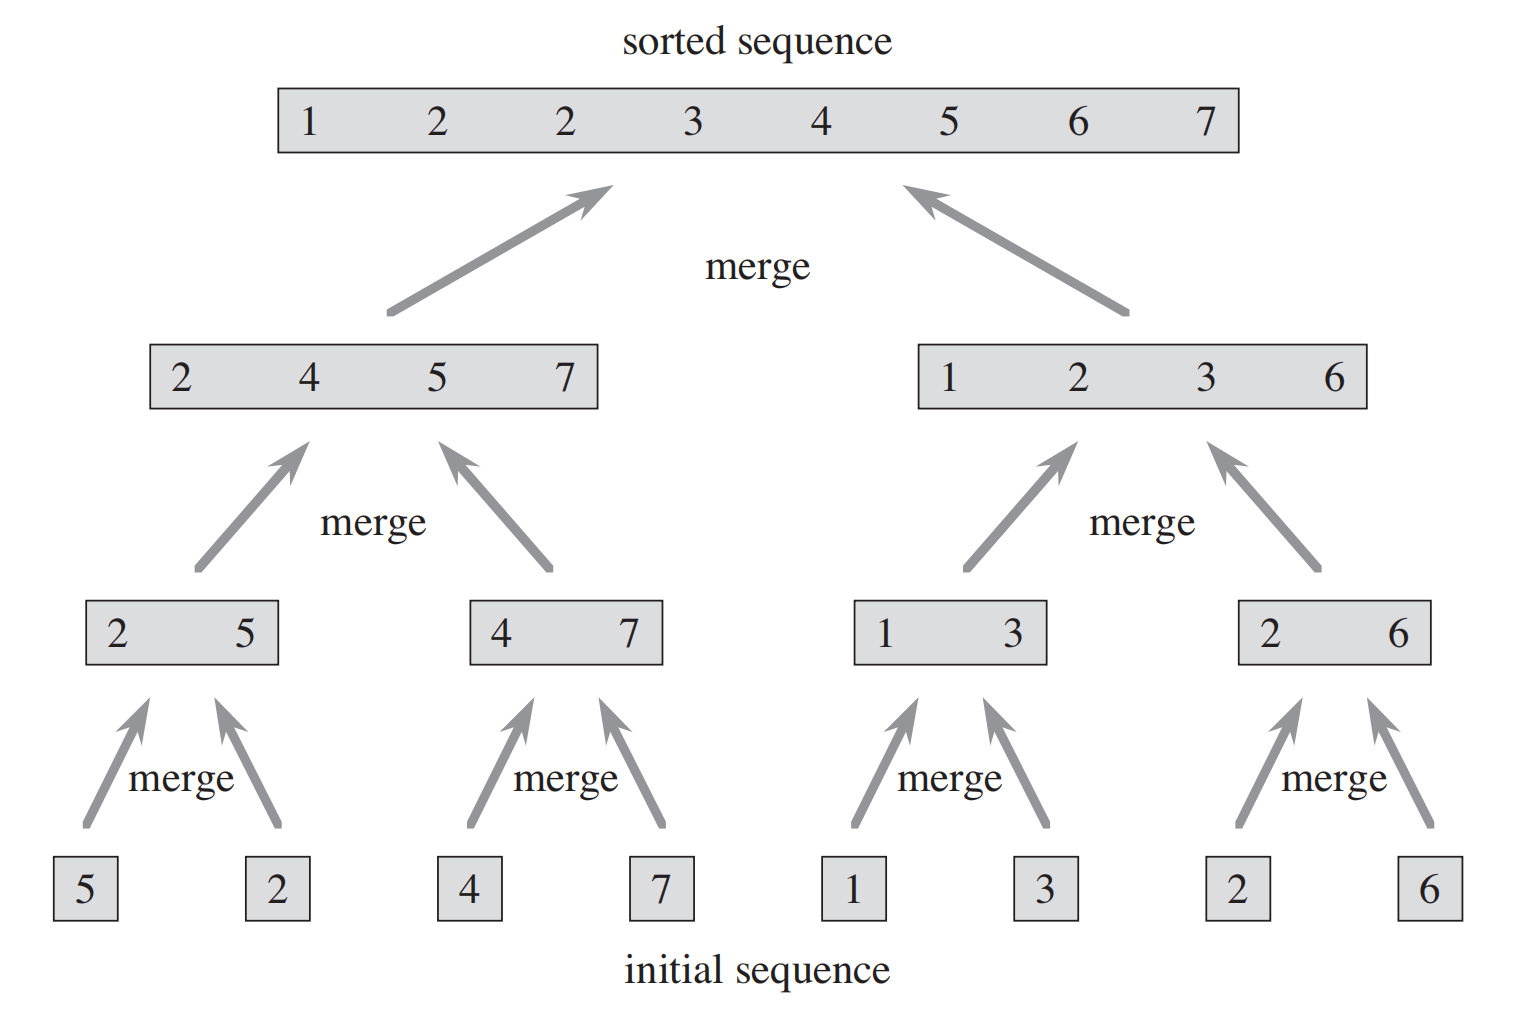 sorted sequence
1 2 2 3 4 5 6 7
merge
2 4 5 7 1 2 3 6
merge merge
2 5 4 7 1 3 2 6
merge merge merge merge
5 2 4 7 1 3 2 6
initial sequence